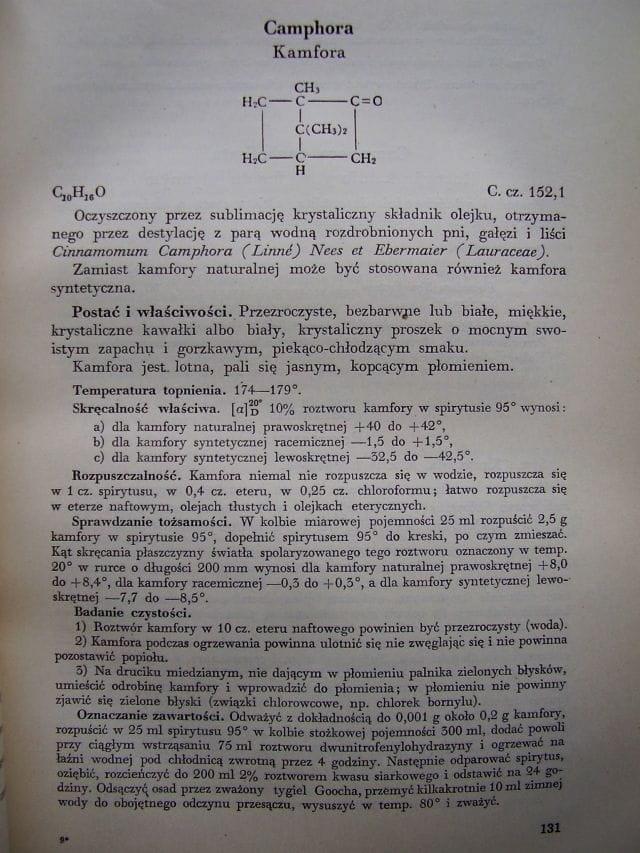 Camphora
Kamfora
CH₃
H₂C — C — C=O
C(CH₃)₂
H₂C — C — CH₂
H
C₁₀H₁₆O C. cz. 152,1
Oczyszczony przez sublimację krystaliczny składnik olejku, otrzyma-
nego przez destylację z parą wodną rozdrobnionych pni, gałęzi i liści
Cinnamomum Camphora (Linné) Nees et Ebermaier (Lauraceae).
Zamiast kamfory naturalnej może być stosowana również kamfora
syntetyczna.
Postać i właściwości. Przezroczyste, bezbarwne lub białe, miękkie,
krystaliczne kawałki albo biały, krystaliczny proszek o mocnym swo-
istym zapachu i gorzkawym, piekąco-chłodzącym smaku.
Kamfora jest lotna, pali się jasnym, kopcącym płomieniem.
Temperatura topnienia. 174—179°.
Skręcalność właściwa. [α]20° D 10% roztworu kamfory w spirytusie 95° wynosi:
a) dla kamfory naturalnej prawoskrętnej +40 do +42°,
b) dla kamfory syntetycznej racemicznej —1,5 do +1,5°,
c) dla kamfory syntetycznej lewoskrętnej —32,5 do —42,5°.
Rozpuszczalność. Kamfora niemal nie rozpuszcza się w wodzie, rozpuszcza się
w 1 cz. spirytusu, w 0,4 cz. eteru, w 0,25 cz. chloroformu; łatwo rozpuszcza się
w eterze naftowym, olejach tłustych i olejkach eterycznych.
Sprawdzanie tożsamości. W kolbie miarowej pojemności 25 ml rozpuścić 2,5 g
kamfory w spirytusie 95°, dopełnić spirytusem 95° do kreski, po czym zmieszać.
Kąt skręcania płaszczyzny światła spolaryzowanego tego roztworu oznaczony w temp.
20° w rurce o długości 200 mm wynosi dla kamfory naturalnej prawoskrętnej +8,0
do +8,4°, dla kamfory racemicznej —0,3 do +0,3°, a dla kamfory syntetycznej lewo-
skrętnej —7,7 do —8,5°.
Badanie czystości.
1) Roztwór kamfory w 10 cz. eteru naftowego powinien być przezroczysty (woda).
2) Kamfora podczas ogrzewania powinna ulotnić się nie zwęglając się i nie powinna
pozostawić popiołu.
3) Na druciku miedzianym, nie dającym w płomieniu palnika zielonych błysków,
umieścić odrobinę kamfory i wprowadzić do płomienia; w płomieniu nie powinny
zjawić się zielone błyski (związki chlorowcowe, np. chlorek bornylu).
Oznaczanie zawartości. Odważyć z dokładnością do 0,001 g około 0,2 g kamfory,
rozpuścić w 25 ml spirytusu 95° w kolbie stożkowej pojemności 300 ml, dodać powoli
przy ciągłym wstrząsaniu 75 ml roztworu dwunitrofenylohydrazyny i ogrzewać na
łaźni wodnej pod chłodnicą zwrotną przez 4 godziny. Następnie odparować spirytus,
oziębić, rozcieńczyć do 200 ml 2% roztworem kwasu siarkowego i odstawić na 24 go-
dziny. Odsączyć osad przez zważony tygiel Goocha, przemyć kilkakrotnie 10 ml zimnej
wody do obojętnego odczynu przesączu, wysuszyć w temp. 80° i zważyć.
9*
131